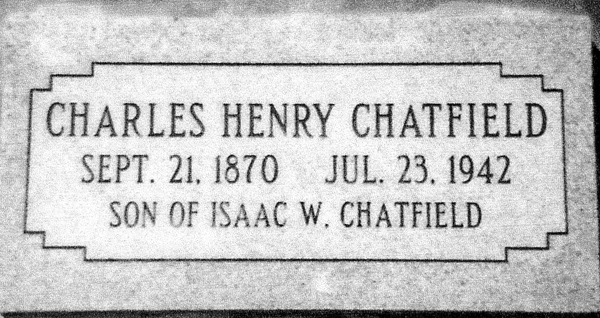 CHARLES HENRY CHATFIELD
SEPT. 21, 1870 JUL. 23, 1942
SON OF ISAAC W. CHATFIELD